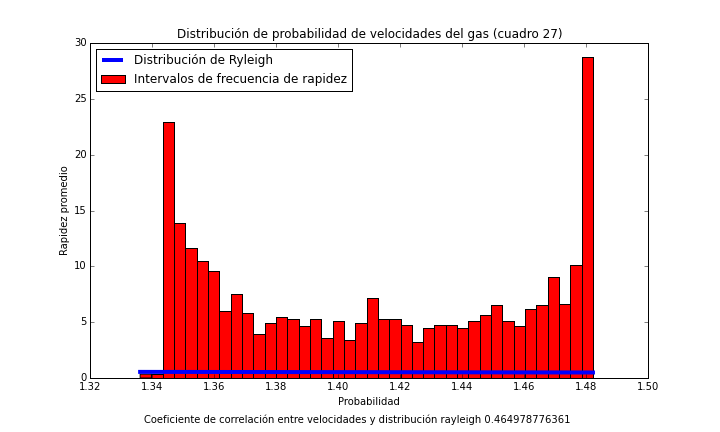 Distribución de probabilidad de velocidades del gas (cuadro 27)
30
25
20
15
10
5
0
Rapidez promedio
Distribución de Ryleigh
Intervalos de frecuencia de rapidez
1.32 1.34 1.36 1.38 1.40 1.42 1.44 1.46 1.48 1.50
Probabilidad
Coeficiente de correlación entre velocidades y distribución rayleigh 0.464978776361